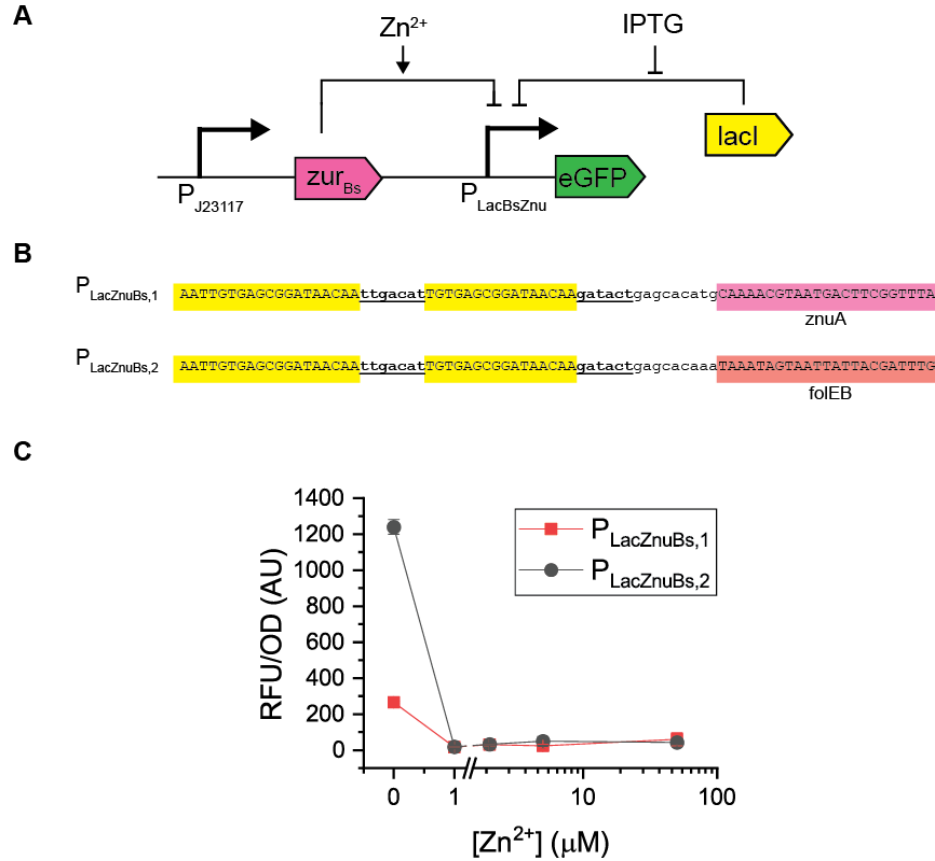 A
Zn2+
IPTG
lacI
zurBs
eGFP
PJ23117
PLacBsZnu
B
PLacZnuBs,1 AATTGTGAGCGGATAACAAttgacatTGTGAGCGGATAACAAgatactgagcacatgCAAAACGTAATGACTTCGGTTTA
znuA
PLacZnuBs,2 AATTGTGAGCGGATAACAAttgacatTGTGAGCGGATAACAAgatactgagcacaaaTAAATAGTAATTATTACGATTTG
folEB
C
1400
1200
1000
800
600
400
200
0
RFU/OD (AU)
PLacZnuBs,1
PLacZnuBs,2
0 1 10 100
[Zn2+] (μM)